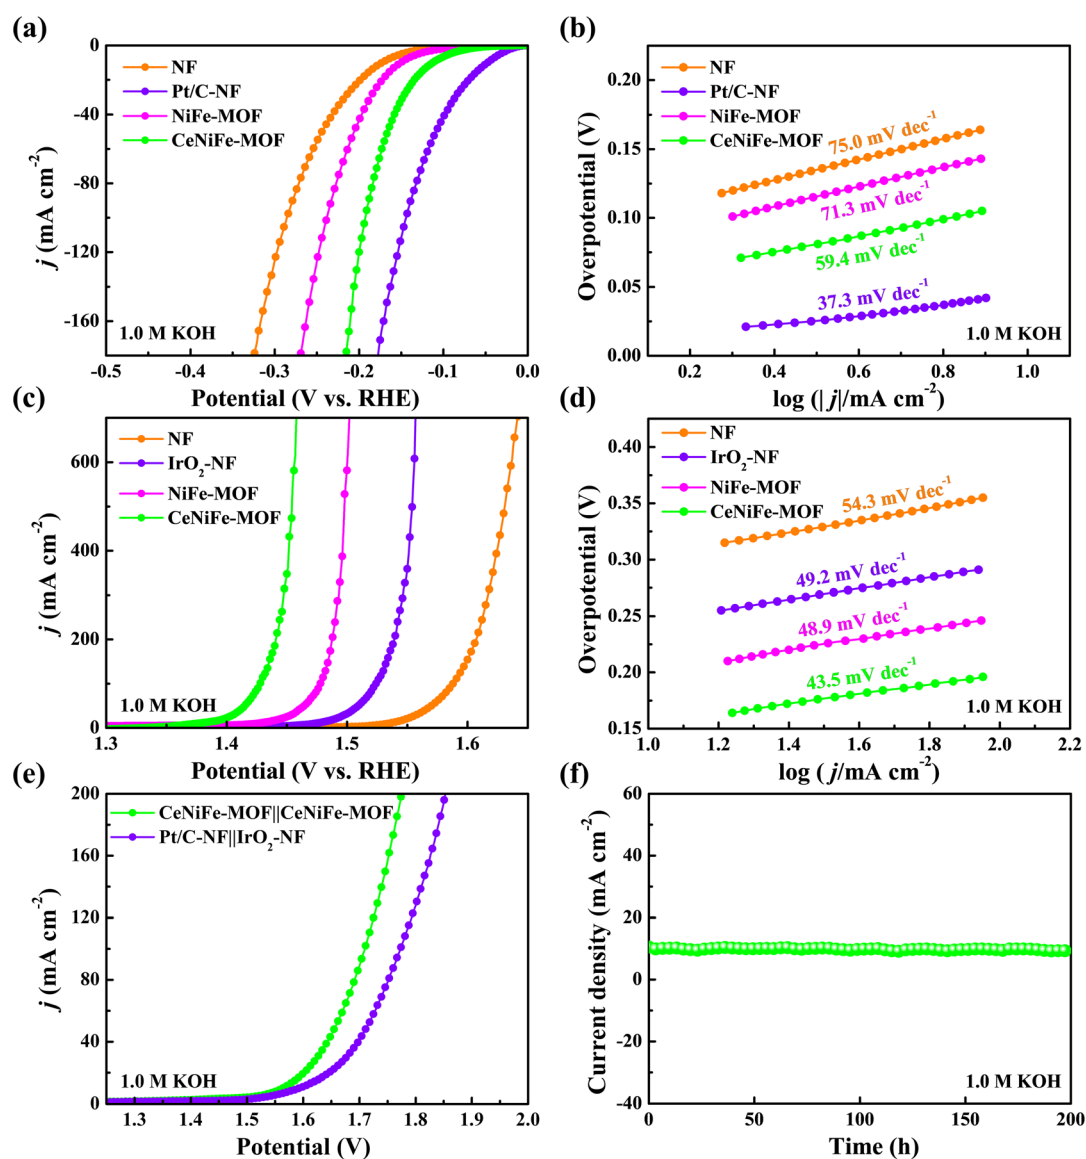 (a)
j (mA cm-2)
0
-40
-80
-120
-160
NF
Pt/C-NF
NiFe-MOF
CeNiFe-MOF
1.0 M KOH
-0.5 -0.4 -0.3 -0.2 -0.1 0.0
Potential (V vs. RHE)
(b)
Overpotential (V)
0.20
0.15
0.10
0.05
0.00
NF
Pt/C-NF
NiFe-MOF
CeNiFe-MOF
75.0 mV dec-1
71.3 mV dec-1
59.4 mV dec-1
37.3 mV dec-1
1.0 M KOH
0.2 0.4 0.6 0.8 1.0
log (|j|/mA cm-2)
(c)
j (mA cm-2)
600
400
200
0
NF
IrO2-NF
NiFe-MOF
CeNiFe-MOF
1.0 M KOH
1.3 1.4 1.5 1.6
Potential (V vs. RHE)
(d)
Overpotential (V)
0.40
0.35
0.30
0.25
0.20
0.15
NF
IrO2-NF
NiFe-MOF
CeNiFe-MOF
54.3 mV dec-1
49.2 mV dec-1
48.9 mV dec-1
43.5 mV dec-1
1.0 M KOH
1.0 1.2 1.4 1.6 1.8 2.0 2.2
log (j/mA cm-2)
(e)
j (mA cm-2)
200
160
120
80
40
0
CeNiFe-MOF||CeNiFe-MOF
Pt/C-NF||IrO2-NF
1.0 M KOH
1.3 1.4 1.5 1.6 1.7 1.8 1.9 2.0
Potential (V)
(f)
Current density (mA cm-2)
60
40
20
0
-20
-40
1.0 M KOH
0 50 100 150 200
Time (h)